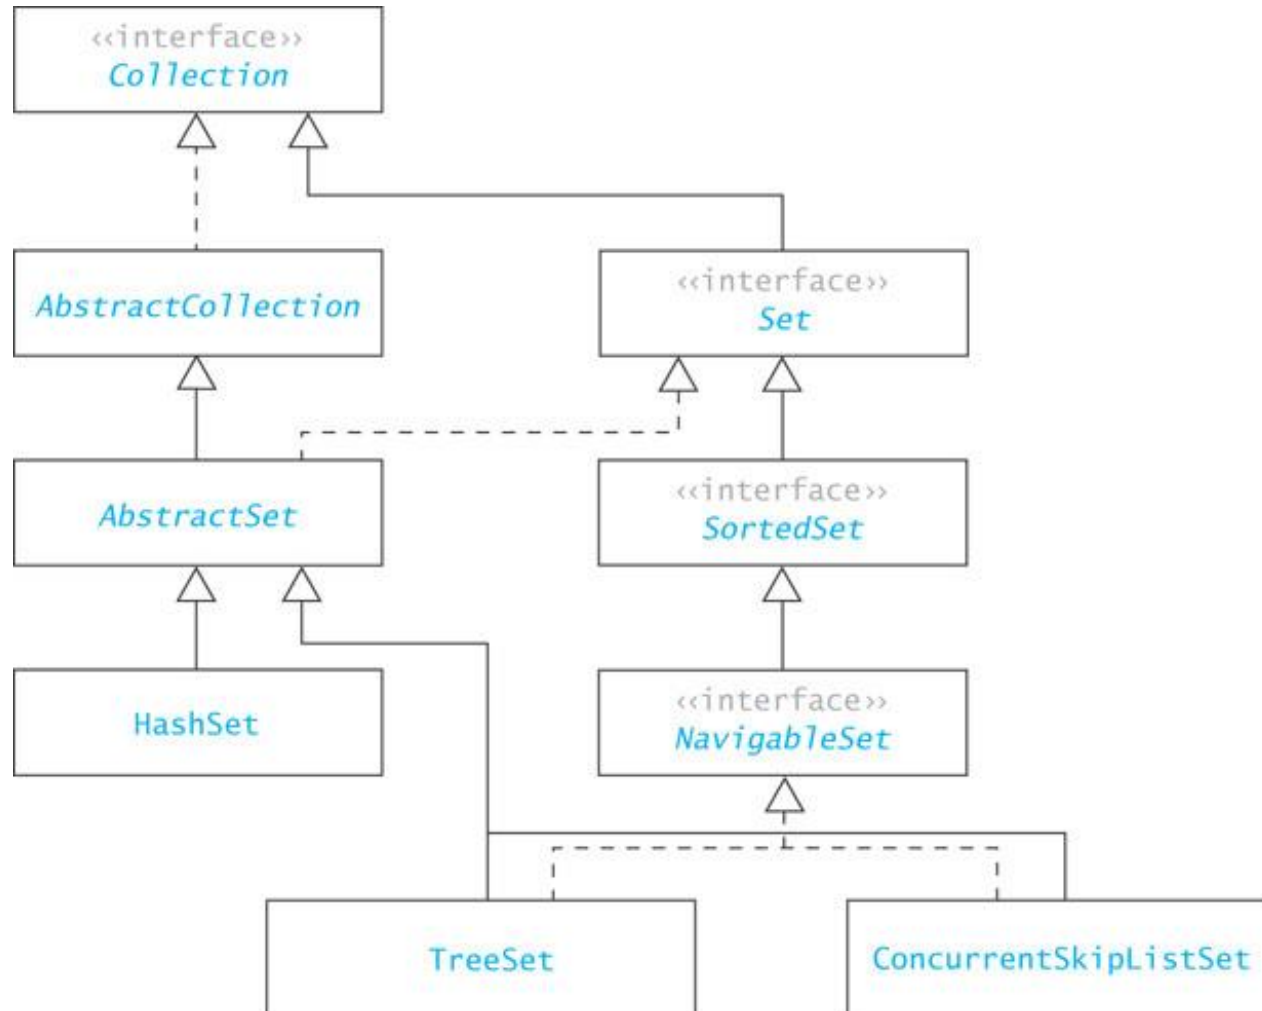 ‹‹interface››
Collection
AbstractCollection
‹‹interface››
Set
AbstractSet
‹‹interface››
SortedSet
HashSet
‹‹interface››
NavigableSet
TreeSet
ConcurrentSkipListSet